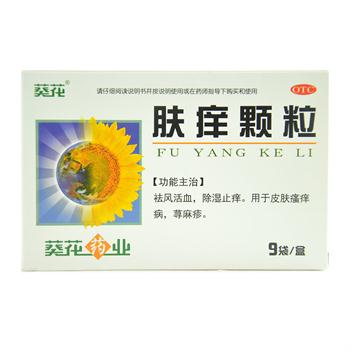 葵花®
请仔细阅读说明书并按说明使用或在药师指导下购买和使用
OTC
肤痒颗粒
FU YANG KE LI
【功能主治】
祛风活血，除湿止痒。用于皮肤瘙痒
病，荨麻疹。
葵花药业
9袋/盒